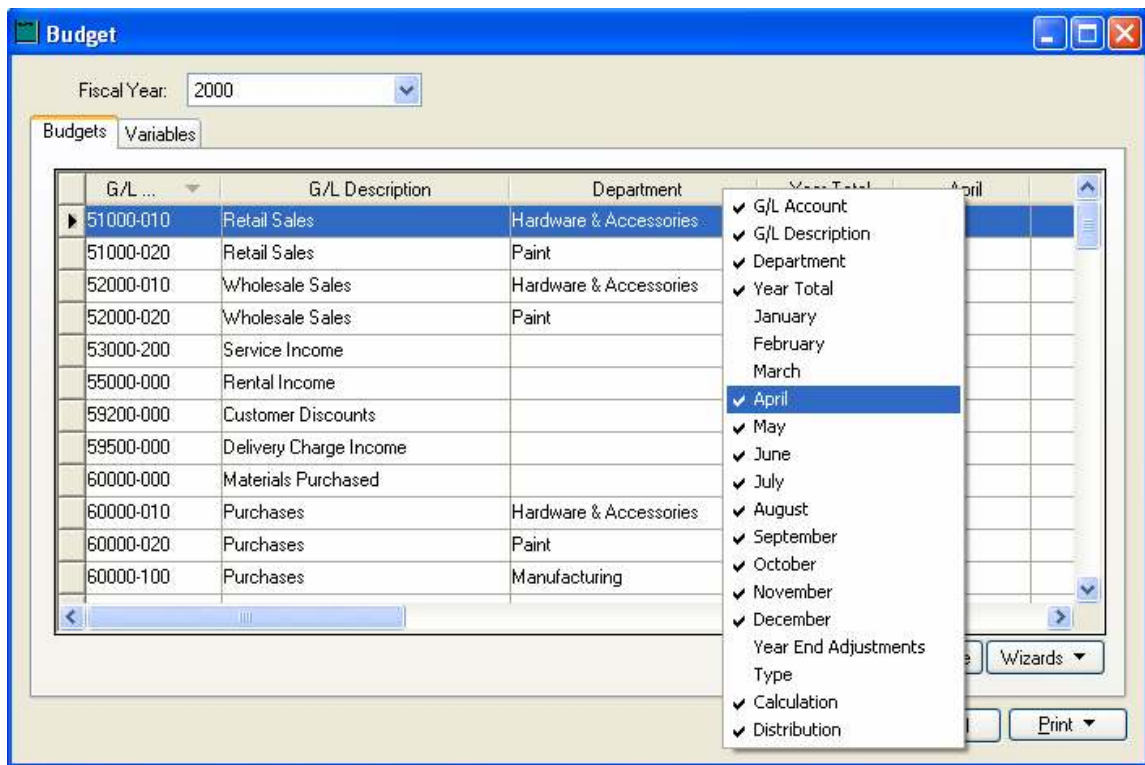 Budget
Fiscal Year: 2000
Budgets Variables
G/L ... G/L Description Department Year Total April
51000-010 Retail Sales Hardware & Accessories
51000-020 Retail Sales Paint
52000-010 Wholesale Sales Hardware & Accessories
52000-020 Wholesale Sales Paint
53000-200 Service Income
55000-000 Rental Income
59200-000 Customer Discounts
59500-000 Delivery Charge Income
60000-000 Materials Purchased
60000-010 Purchases Hardware & Accessories
60000-020 Purchases Paint
60000-100 Purchases Manufacturing
G/L Account
G/L Description
Department
Year Total
January
February
March
April
May
June
July
August
September
October
November
December
Year End Adjustments
Type
Calculation
Distribution
Wizards
Print